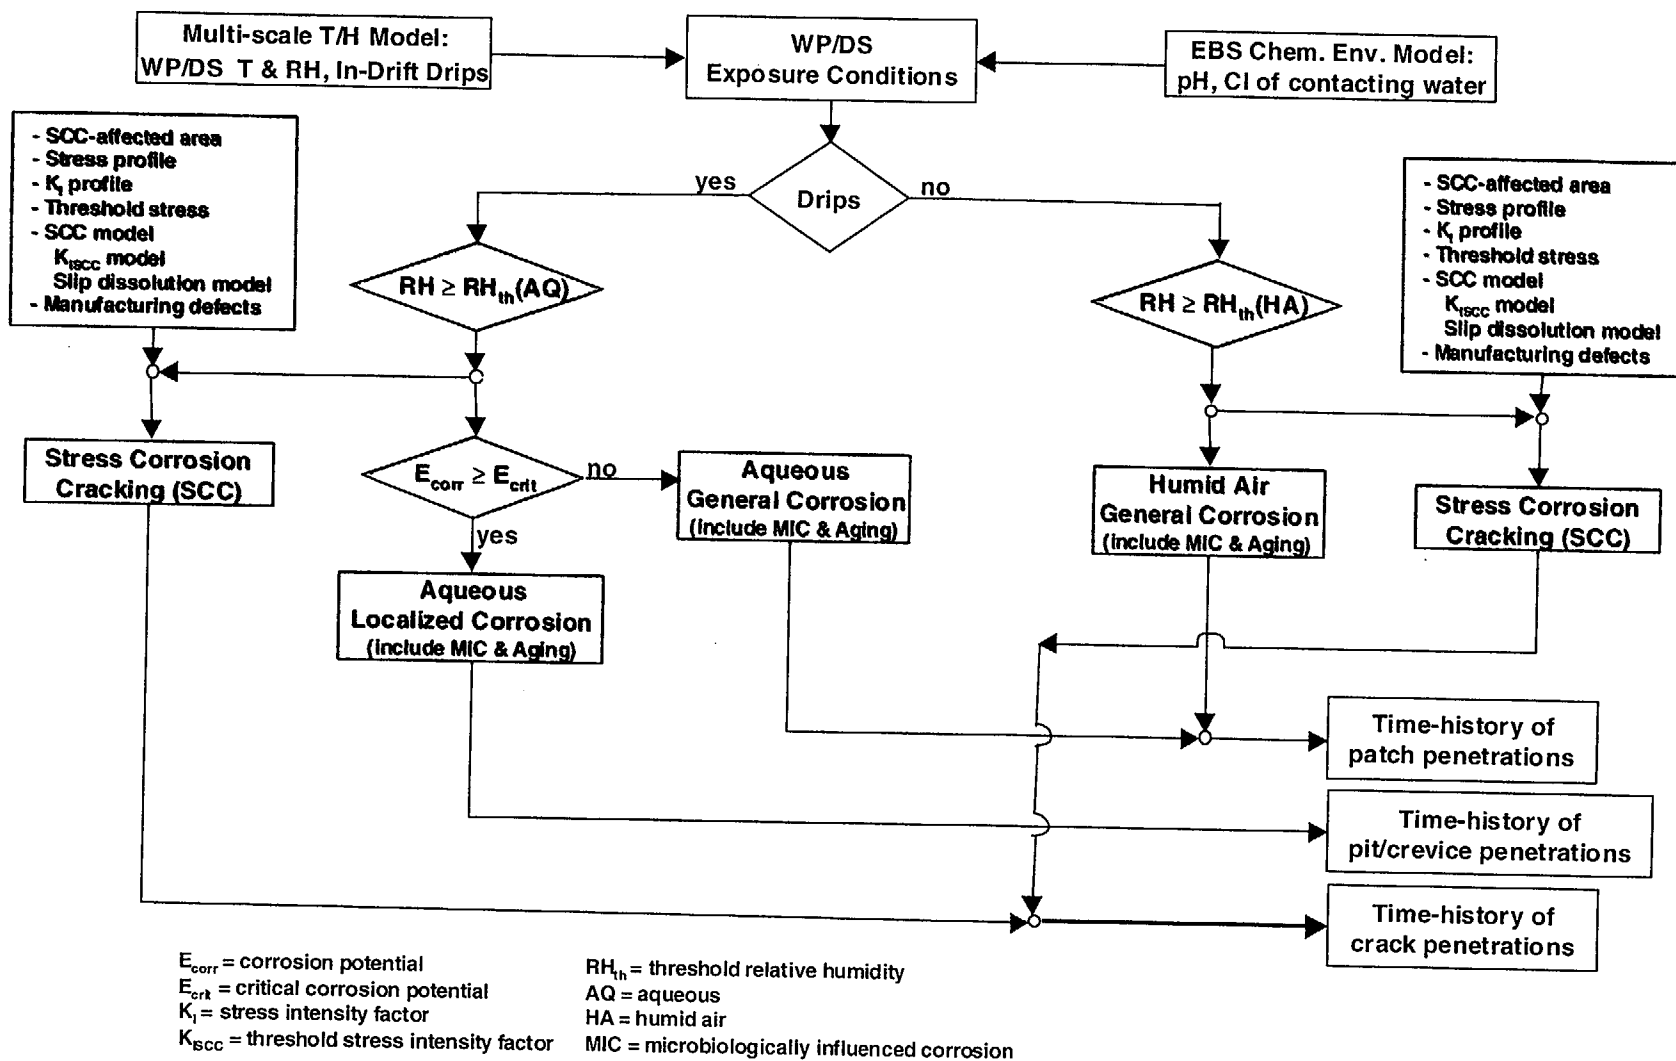 Multi-scale T/H Model:
WP/DS T & RH, In-Drift Drips
WP/DS
Exposure Conditions
EBS Chem. Env. Model:
pH, Cl of contacting water
- SCC-affected area
- Stress profile
- K_I profile
- Threshold stress
- SCC model
K_ISCC model
Slip dissolution model
- Manufacturing defects
yes
Drips
no
- SCC-affected area
- Stress profile
- K_I profile
- Threshold stress
- SCC model
K_ISCC model
Slip dissolution model
- Manufacturing defects
RH ≥ RH_th(AQ)
RH ≥ RH_th(HA)
Stress Corrosion
Cracking (SCC)
E_corr ≥ E_crit
no
yes
Aqueous
General Corrosion
(include MIC & Aging)
Humid Air
General Corrosion
(include MIC & Aging)
Stress Corrosion
Cracking (SCC)
Aqueous
Localized Corrosion
(include MIC & Aging)
Time-history of
patch penetrations
Time-history of
pit/crevice penetrations
Time-history of
crack penetrations
E_corr = corrosion potential
E_crit = critical corrosion potential
K_I = stress intensity factor
K_ISCC = threshold stress intensity factor
RH_th = threshold relative humidity
AQ = aqueous
HA = humid air
MIC = microbiologically influenced corrosion